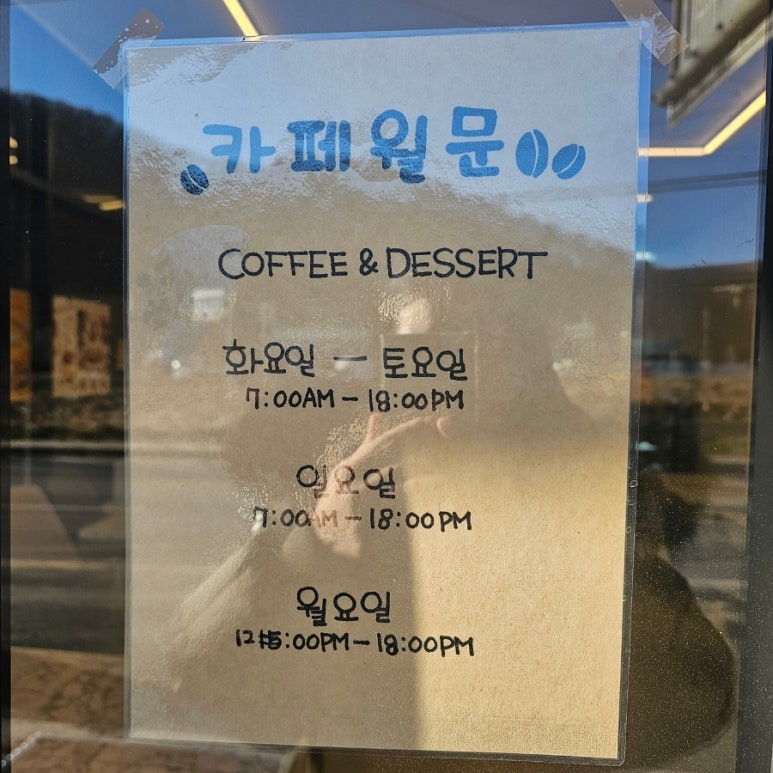 카페월문
COFFEE & DESSERT
화요일 – 토요일
7:00AM – 18:00PM
일요일
7:00AM – 18:00PM
월요일
:00PM – 18:00PM